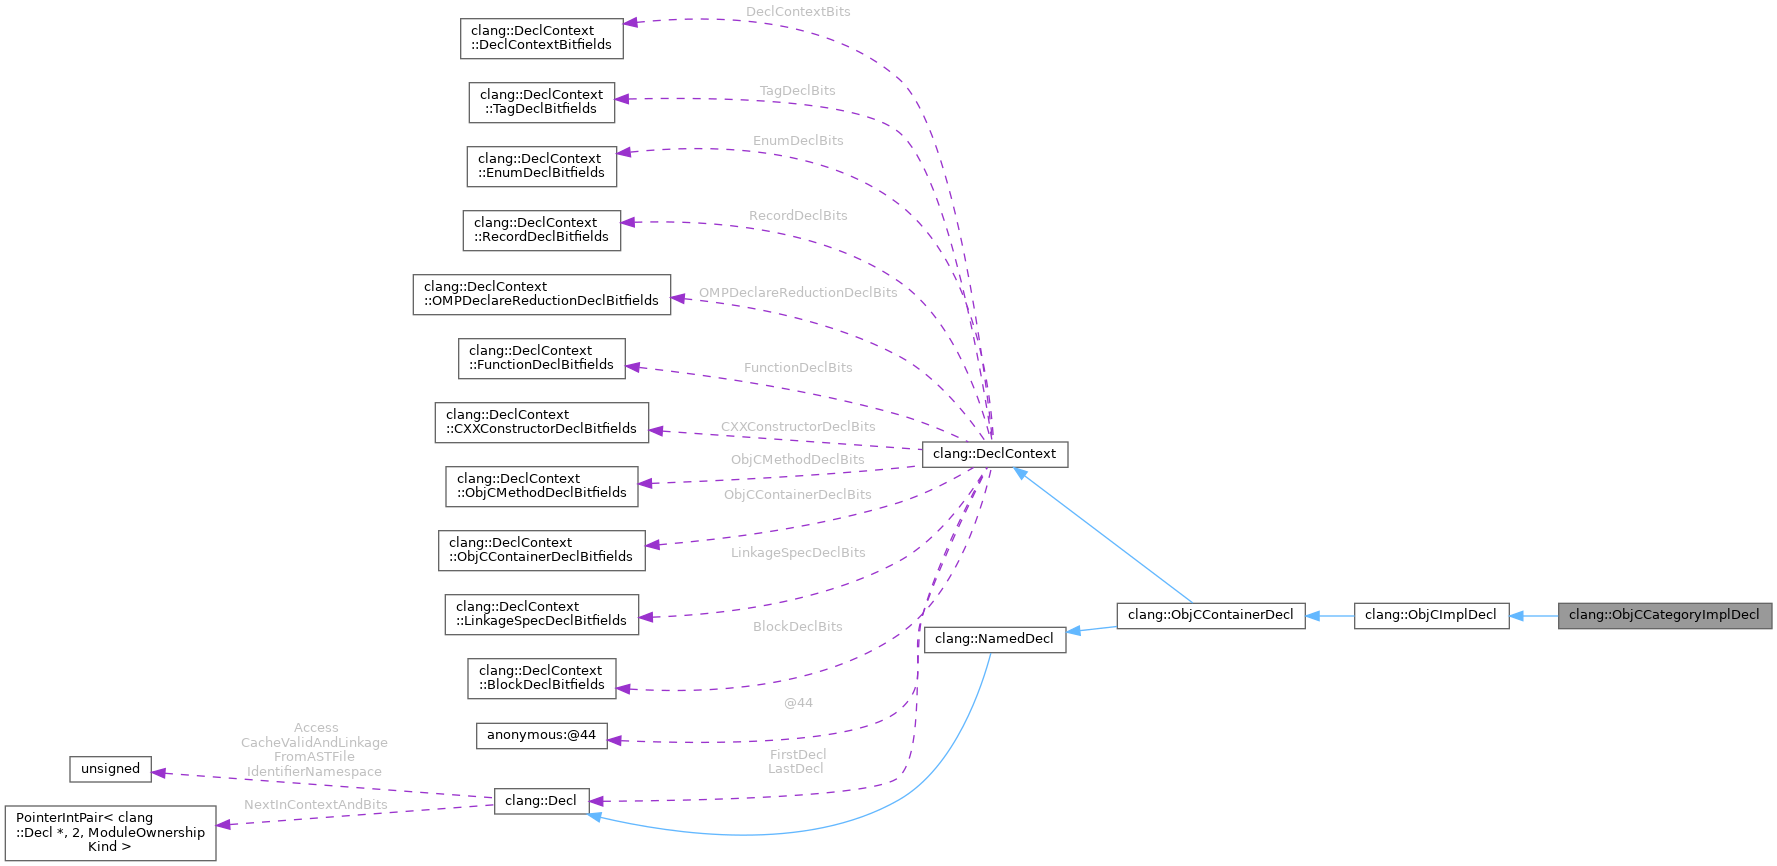 DeclContextBits
clang::DeclContext
::DeclContextBitfields
TagDeclBits
clang::DeclContext
::TagDeclBitfields
EnumDeclBits
clang::DeclContext
::EnumDeclBitfields
RecordDeclBits
clang::DeclContext
::RecordDeclBitfields
OMPDeclareReductionDeclBits
clang::DeclContext
::OMPDeclareReductionDeclBitfields
FunctionDeclBits
clang::DeclContext
::FunctionDeclBitfields
CXXConstructorDeclBits
clang::DeclContext
::CXXConstructorDeclBitfields
clang::DeclContext
ObjCMethodDeclBits
clang::DeclContext
::ObjCMethodDeclBitfields
ObjCContainerDeclBits
clang::DeclContext
::ObjCContainerDeclBitfields
LinkageSpecDeclBits
clang::DeclContext
::LinkageSpecDeclBitfields
clang::ObjCContainerDecl
clang::ObjCImplDecl
clang::ObjCCategoryImplDecl
BlockDeclBits
clang::NamedDecl
clang::DeclContext
::BlockDeclBitfields
@44
anonymous:@44
Access
CacheValidAndLinkage
FromASTFile
IdentifierNamespace
FirstDecl
LastDecl
unsigned
clang::Decl
NextInContextAndBits
PointerIntPair< clang
::Decl *, 2, ModuleOwnership
Kind >